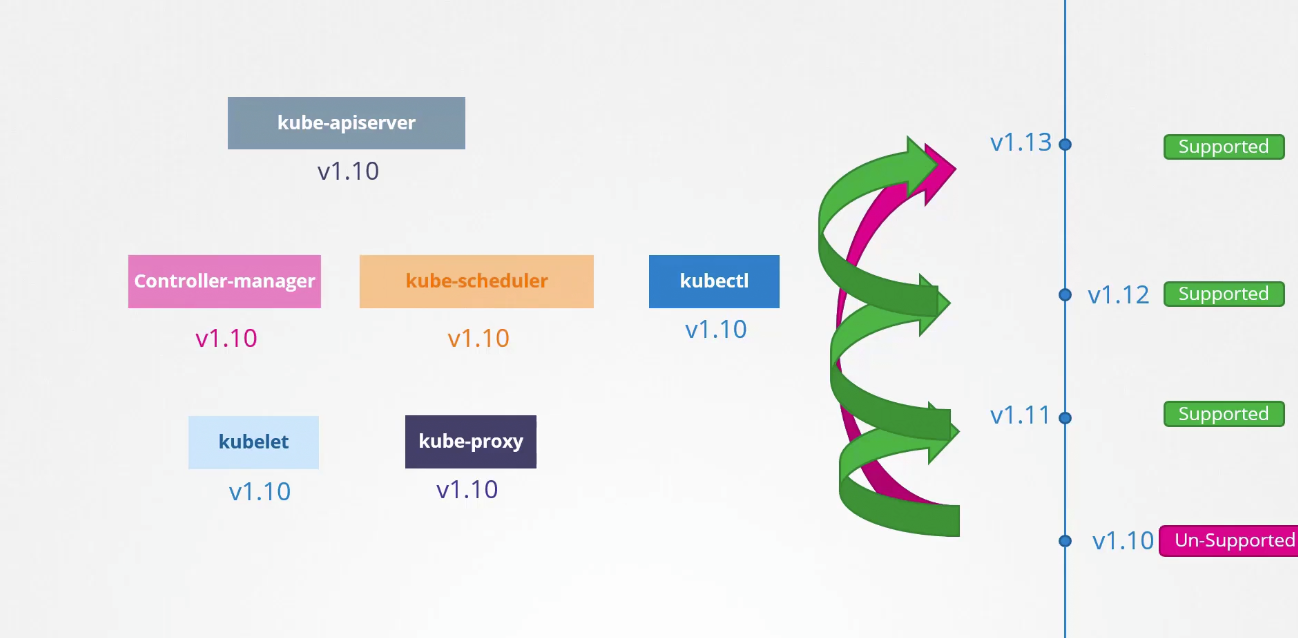 kube-apiserver
v1.10
Controller-manager
v1.10
kube-scheduler
v1.10
kubectl
v1.10
kubelet
v1.10
kube-proxy
v1.10
v1.13
Supported
v1.12
Supported
v1.11
Supported
v1.10
Un-Supported